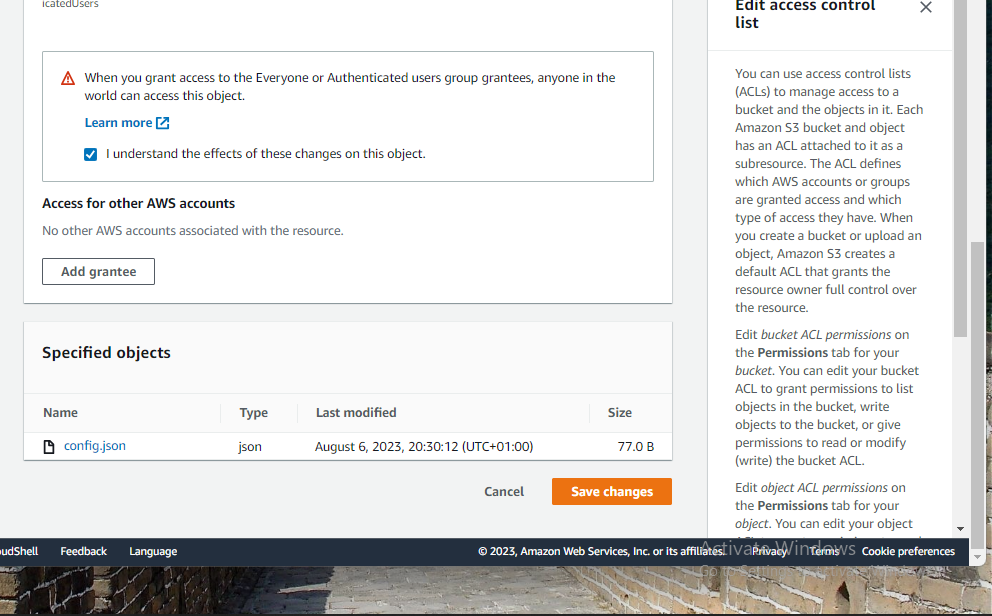 icatedUsers
When you grant access to the Everyone or Authenticated users group grantees, anyone in the
world can access this object.
Learn more
I understand the effects of these changes on this object.
Access for other AWS accounts
No other AWS accounts associated with the resource.
Add grantee
Specified objects
Name Type Last modified Size
config.json json August 6, 2023, 20:30:12 (UTC+01:00) 77.0 B
Cancel Save changes
Edit access control
list
You can use access control lists
(ACLs) to manage access to a
bucket and the objects in it. Each
Amazon S3 bucket and object
has an ACL attached to it as a
subresource. The ACL defines
which AWS accounts or groups
are granted access and which
type of access they have. When
you create a bucket or upload an
object, Amazon S3 creates a
default ACL that grants the
resource owner full control over
the resource.
Edit bucket ACL permissions on
the Permissions tab for your
bucket. You can edit your bucket
ACL to grant permissions to list
objects in the bucket, write
objects to the bucket, or give
permissions to read or modify
(write) the bucket ACL.
Edit object ACL permissions on
the Permissions tab for your
object. You can edit your object
oudShell Feedback Language © 2023, Amazon Web Services, Inc. or its affiliates. Privacy Terms Cookie preferences
Activate Windows